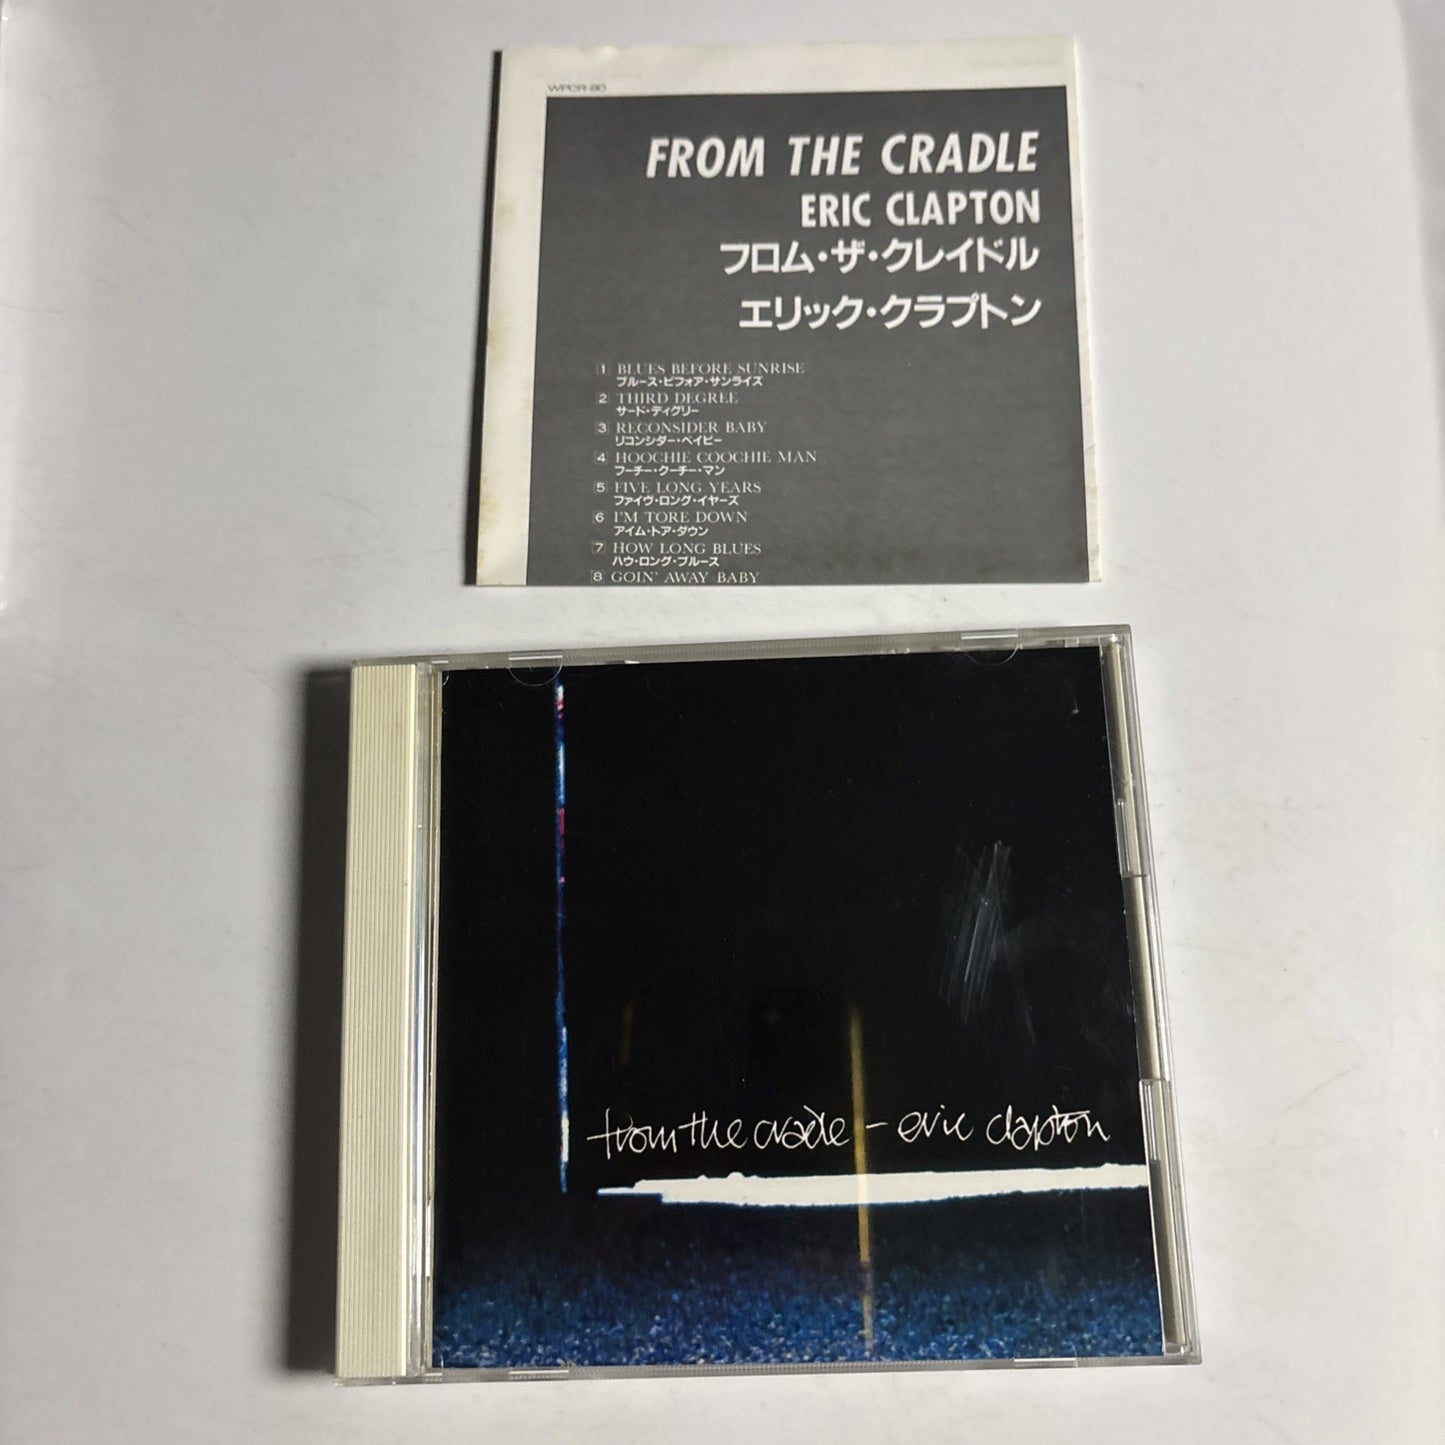 WPCR-80
FROM THE CRADLE
ERIC CLAPTON
フロム・ザ・クレイドル
エリック・クラプトン
1 BLUES BEFORE SUNRISE
ブルース・ビフォア・サンライズ
2 THIRD DEGREE
サード・ディグリー
3 RECONSIDER BABY
リコンシダー・ベイビー
4 HOOCHIE COOCHIE MAN
フーチー・クーチー・マン
5 FIVE LONG YEARS
ファイヴ・ロング・イヤーズ
6 I'M TORE DOWN
アイム・トア・ダウン
7 HOW LONG BLUES
ハウ・ロング・ブルース
8 GOIN' AWAY BABY
from the cradle – eric clapton